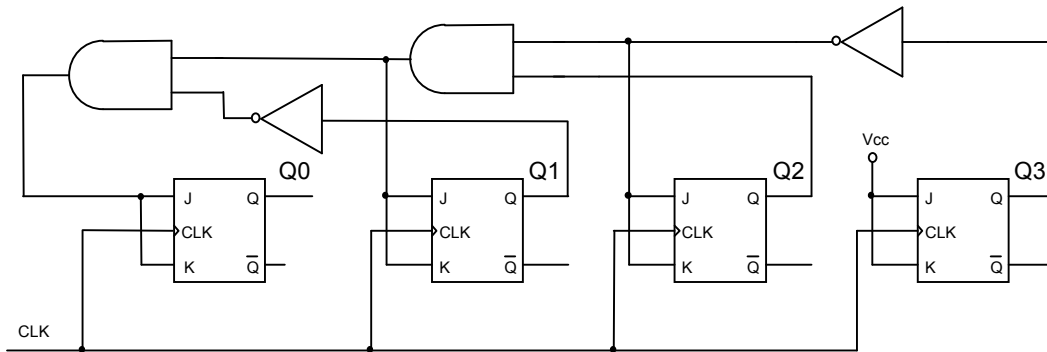 Vcc
Q0
Q1
Q2
Q3
J Q
CLK
K Q̅
J Q
CLK
K Q̅
J Q
CLK
K Q̅
J Q
CLK
K Q̅
CLK